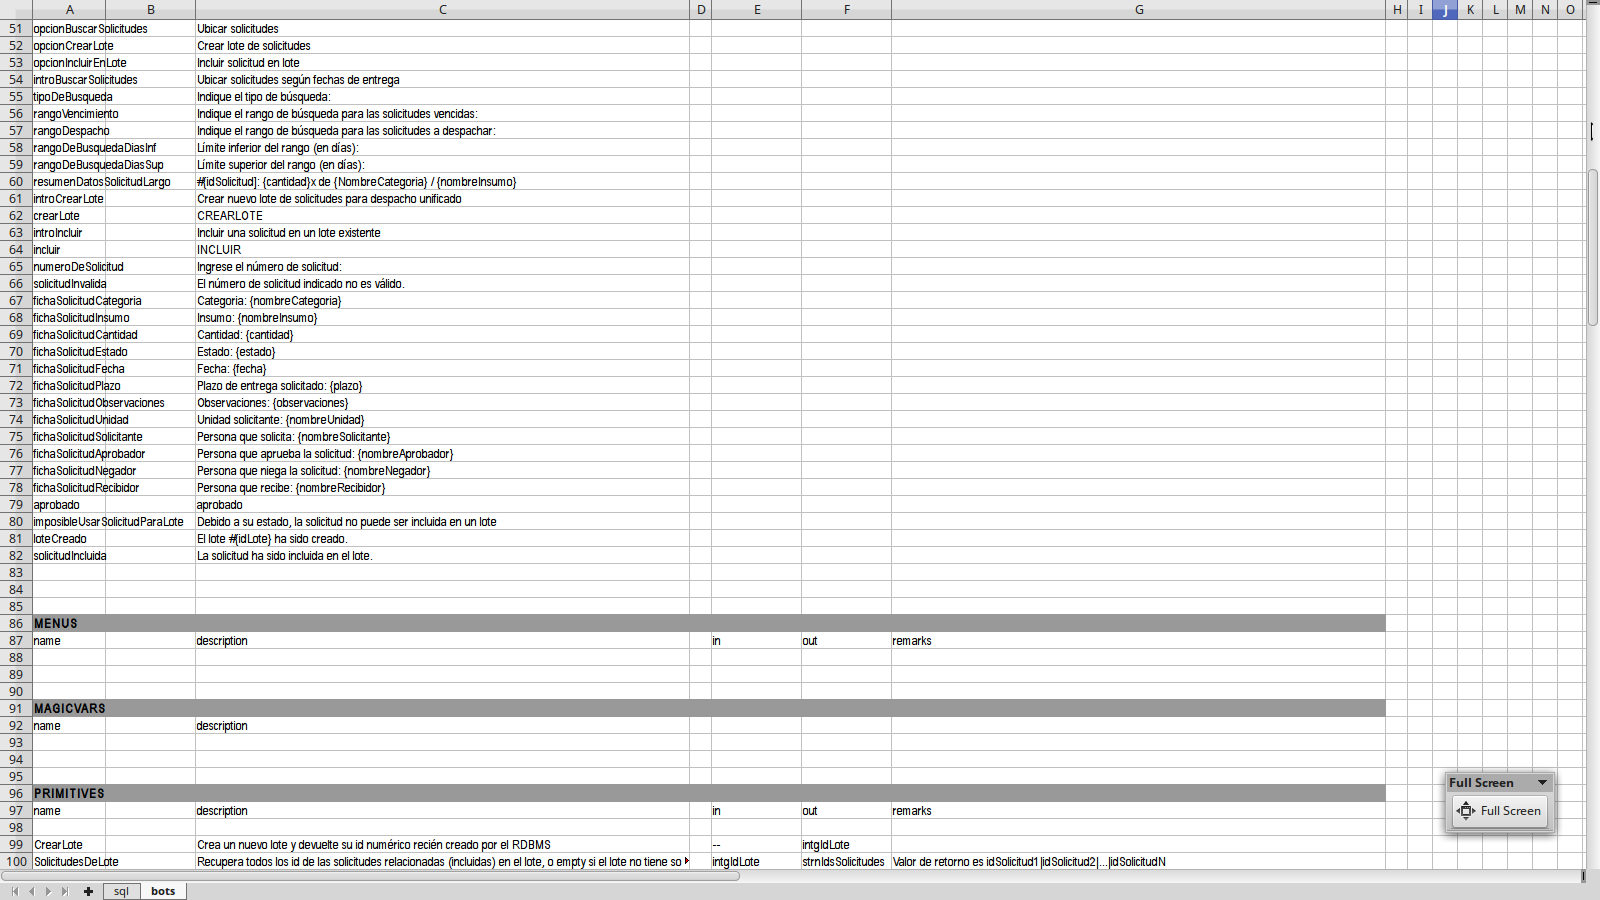 A B C D E F G H I J K L M N O
51 opcionBuscarSolicitudes Ubicar solicitudes
52 opcionCrearLote Crear lote de solicitudes
53 opcionIncluirEnLote Incluir solicitud en lote
54 introBuscarSolicitudes Ubicar solicitudes según fechas de entrega
55 tipoDeBusqueda Indique el tipo de búsqueda:
56 rangoVencimiento Indique el rango de búsqueda para las solicitudes vencidas:
57 rangoDespacho Indique el rango de búsqueda para las solicitudes a despachar:
58 rangoDeBusquedaDiasInf Límite inferior del rango (en días):
59 rangoDeBusquedaDiasSup Límite superior del rango (en días):
60 resumenDatosSolicitudLargo #{idSolicitud]: {cantidad}x de {NombreCategoria} / {nombreInsumo}
61 introCrearLote Crear nuevo lote de solicitudes para despacho unificado
62 crearLote CREARLOTE
63 introIncluir Incluir una solicitud en un lote existente
64 incluir INCLUIR
65 numeroDeSolicitud Ingrese el número de solicitud:
66 solicitudInvalida El número de solicitud indicado no es válido.
67 fichaSolicitudCategoria Categoria: {nombreCategoria}
68 fichaSolicitudInsumo Insumo: {nombreInsumo}
69 fichaSolicitudCantidad Cantidad: {cantidad}
70 fichaSolicitudEstado Estado: {estado}
71 fichaSolicitudFecha Fecha: {fecha}
72 fichaSolicitudPlazo Plazo de entrega solicitado: {plazo}
73 fichaSolicitudObservaciones Observaciones: {observaciones}
74 fichaSolicitudUnidad Unidad solicitante: {nombreUnidad}
75 fichaSolicitudSolicitante Persona que solicita: {nombreSolicitante}
76 fichaSolicitudAprobador Persona que aprueba la solicitud: {nombreAprobador}
77 fichaSolicitudNegador Persona que niega la solicitud: {nombreNegador}
78 fichaSolicitudRecibidor Persona que recibe: {nombreRecibidor}
79 aprobado aprobado
80 imposibleUsarSolicitudParaLote Debido a su estado, la solicitud no puede ser incluida en un lote
81 loteCreado El lote #{idLote} ha sido creado.
82 solicitudIncluida La solicitud ha sido incluida en el lote.
83
84
85
86 MENUS
87 name description in out remarks
88
89
90
91 MAGICVARS
92 name description
93
94
95
96 PRIMITIVES
97 name description in out remarks
98
99 CrearLote Crea un nuevo lote y devuelte su id numérico recién creado por el RDBMS -- intgIdLote
100 SolicitudesDeLote Recupera todos los id de las solicitudes relacionadas (incluidas) en el lote, o empty si el lote no tiene so intgIdLote strnIdsSolicitudes Valor de retorno es idSolicitud1|idSolicitud2|...|idSolicitudN
Full Screen
Full Screen
sql bots